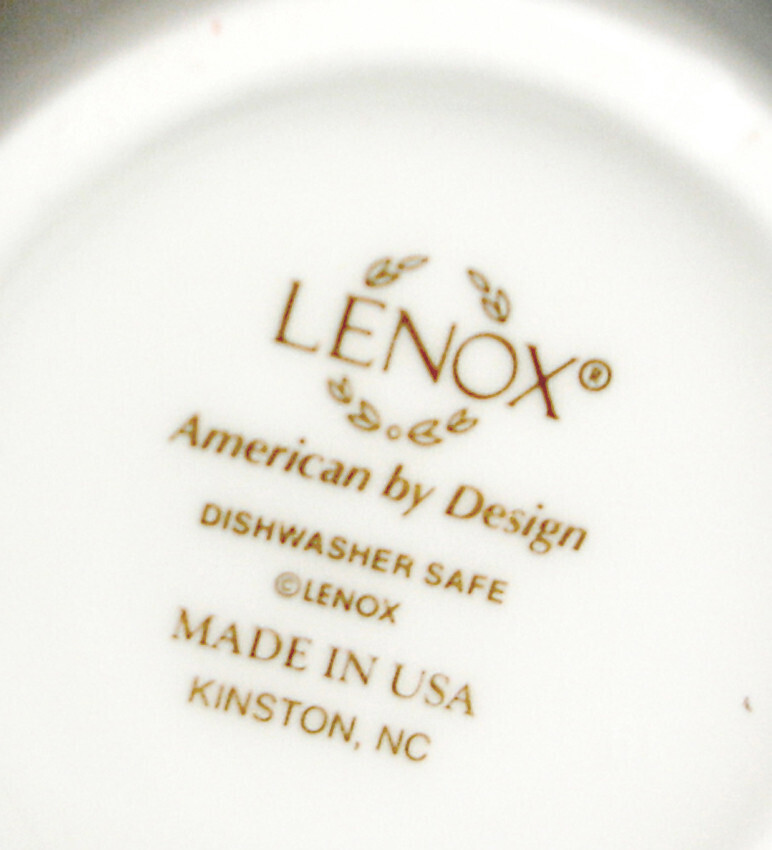 LENOX®
American by Design
DISHWASHER SAFE
©LENOX
MADE IN USA
KINSTON, NC